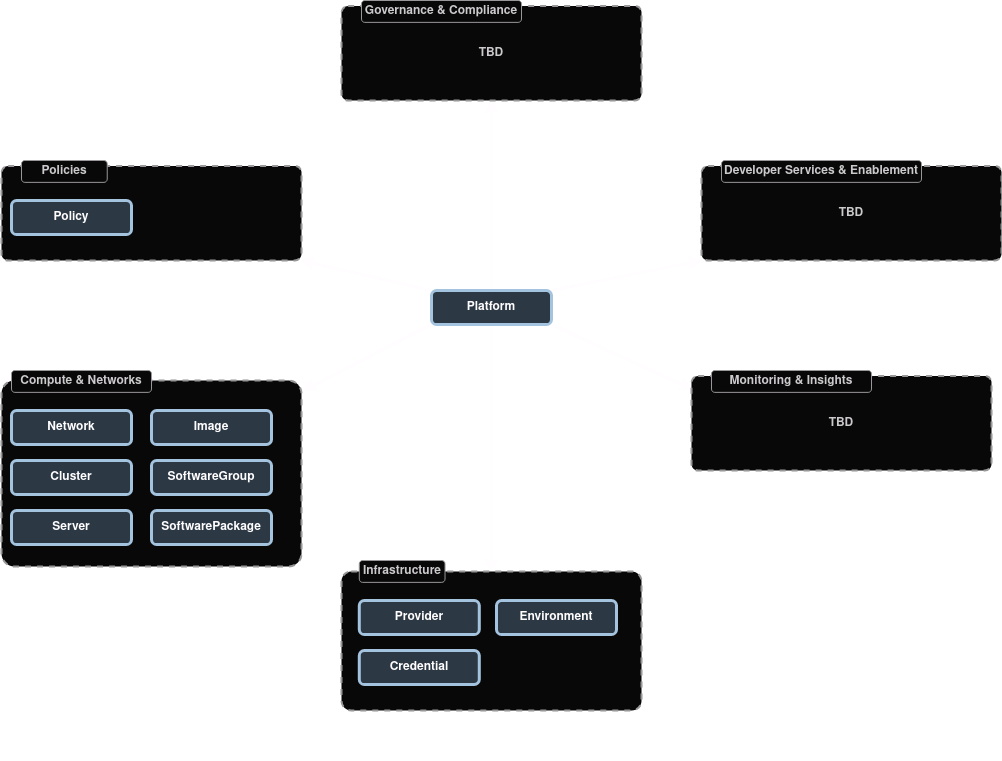 Governance & Compliance
TBD
Policies
Policy
Developer Services & Enablement
TBD
Platform
Compute & Networks
Network
Image
Cluster
SoftwareGroup
Server
SoftwarePackage
Monitoring & Insights
TBD
Infrastructure
Provider
Environment
Credential